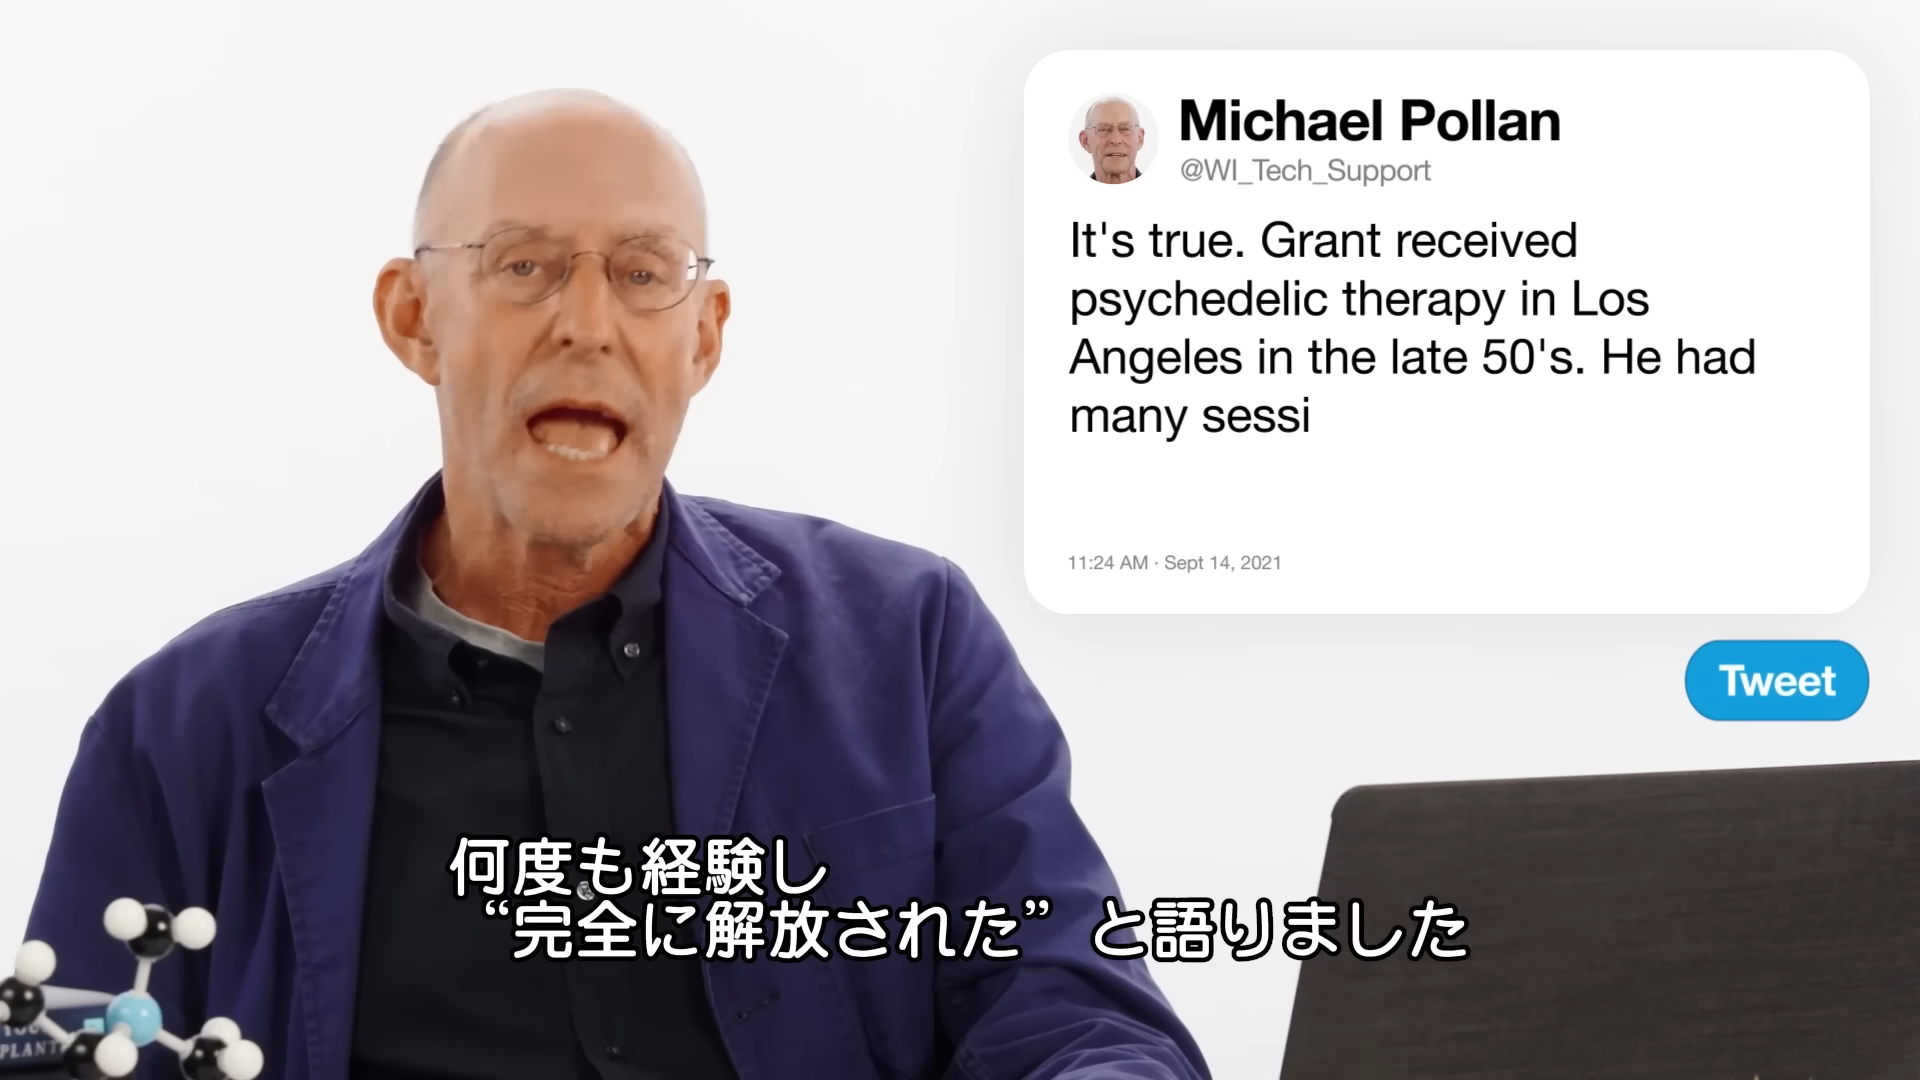 Michael Pollan
@WI_Tech_Support
It's true. Grant received
psychedelic therapy in Los
Angeles in the late 50's. He had
many sessi
11:24 AM · Sept 14, 2021
Tweet
何度も経験し
“完全に解放された” と語りました
PLANT